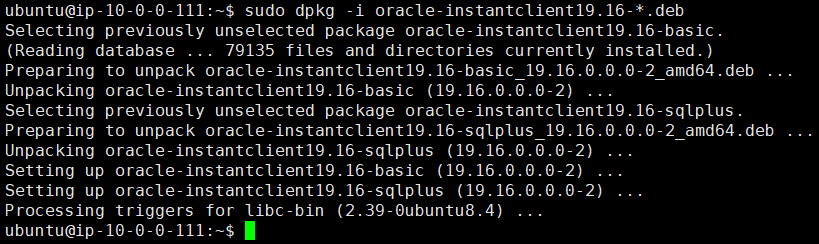 ubuntu@ip-10-0-0-111:~$ sudo dpkg -i oracle-instantclient19.16-*.deb
Selecting previously unselected package oracle-instantclient19.16-basic.
(Reading database ... 79135 files and directories currently installed.)
Preparing to unpack oracle-instantclient19.16-basic_19.16.0.0.0-2_amd64.deb ...
Unpacking oracle-instantclient19.16-basic (19.16.0.0.0-2) ...
Selecting previously unselected package oracle-instantclient19.16-sqlplus.
Preparing to unpack oracle-instantclient19.16-sqlplus_19.16.0.0.0-2_amd64.deb ...
Unpacking oracle-instantclient19.16-sqlplus (19.16.0.0.0-2) ...
Setting up oracle-instantclient19.16-basic (19.16.0.0.0-2) ...
Setting up oracle-instantclient19.16-sqlplus (19.16.0.0.0-2) ...
Processing triggers for libc-bin (2.39-0ubuntu8.4) ...
ubuntu@ip-10-0-0-111:~$